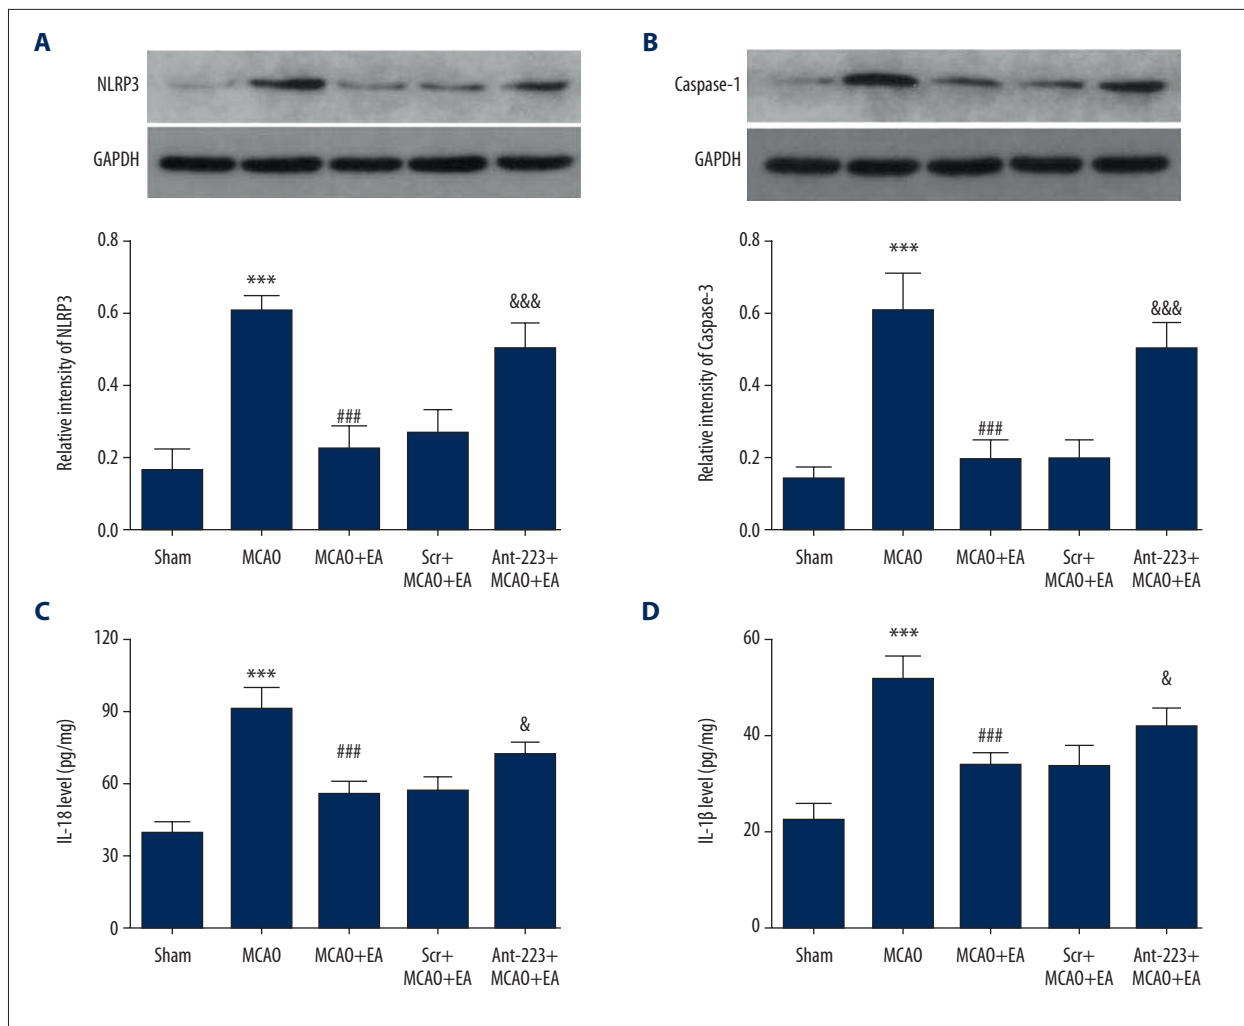 A
NLRP3
GAPDH
0.8
0.6
0.4
0.2
0.0
Relative intensity of NLRP3
***
###
&&&
Sham
MCAO
MCAO+EA
Scr+
MCAO+EA
Ant-223+
MCAO+EA
B
Caspase-1
GAPDH
0.8
0.6
0.4
0.2
0.0
Relative intensity of Caspase-3
***
###
&&&
Sham
MCAO
MCAO+EA
Scr+
MCAO+EA
Ant-223+
MCAO+EA
C
120
90
60
30
0
IL-18 level (pg/mg)
***
###
&
Sham
MCAO
MCAO+EA
Scr+
MCAO+EA
Ant-223+
MCAO+EA
D
60
40
20
0
IL-1β level (pg/mg)
***
###
&
Sham
MCAO
MCAO+EA
Scr+
MCAO+EA
Ant-223+
MCAO+EA